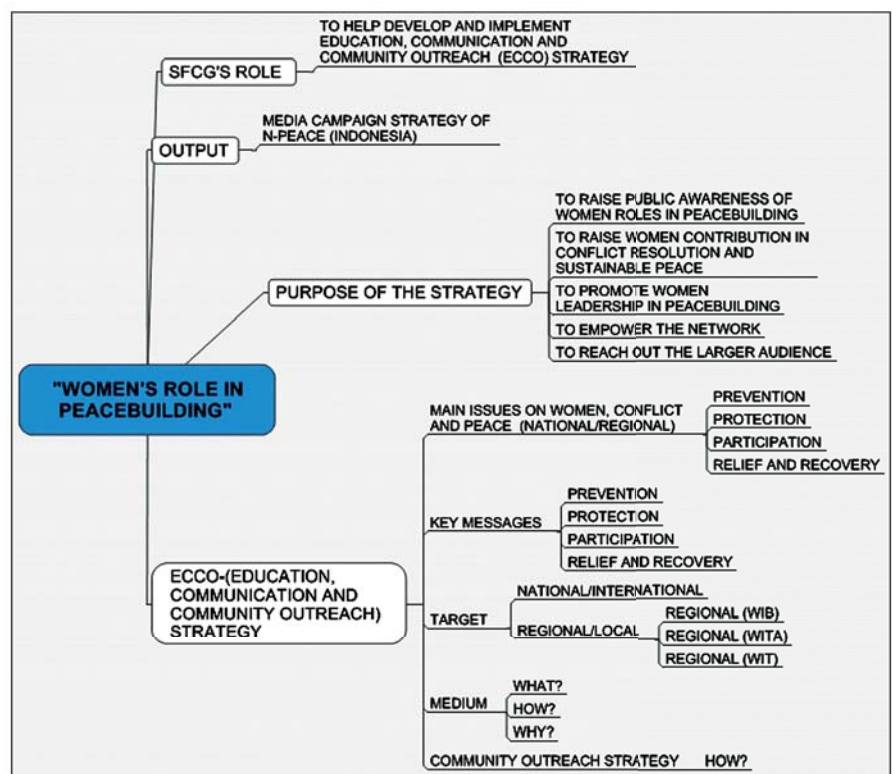 TO HELP DEVELOP AND IMPLEMENT
EDUCATION, COMMUNICATION AND
COMMUNITY OUTREACH (ECCO) STRATEGY
SFCG'S ROLE
MEDIA CAMPAIGN STRATEGY OF
N-PEACE (INDONESIA)
OUTPUT
TO RAISE PUBLIC AWARENESS OF
WOMEN ROLES IN PEACEBUILDING
TO RAISE WOMEN CONTRIBUTION IN
CONFLICT RESOLUTION AND
SUSTAINABLE PEACE
PURPOSE OF THE STRATEGY
TO PROMOTE WOMEN
LEADERSHIP IN PEACEBUILDING
TO EMPOWER THE NETWORK
TO REACH OUT THE LARGER AUDIENCE
"WOMEN'S ROLE IN
PEACEBUILDING"
MAIN ISSUES ON WOMEN, CONFLICT
AND PEACE (NATIONAL/REGIONAL)
PREVENTION
PROTECTION
PARTICIPATION
RELIEF AND RECOVERY
KEY MESSAGES
PREVENTION
PROTECTION
PARTICIPATION
RELIEF AND RECOVERY
ECCO-(EDUCATION,
COMMUNICATION AND
COMMUNITY OUTREACH)
STRATEGY
TARGET
NATIONAL/INTERNATIONAL
REGIONAL/LOCAL
REGIONAL (WIB)
REGIONAL (WITA)
REGIONAL (WIT)
MEDIUM
WHAT?
HOW?
WHY?
COMMUNITY OUTREACH STRATEGY HOW?